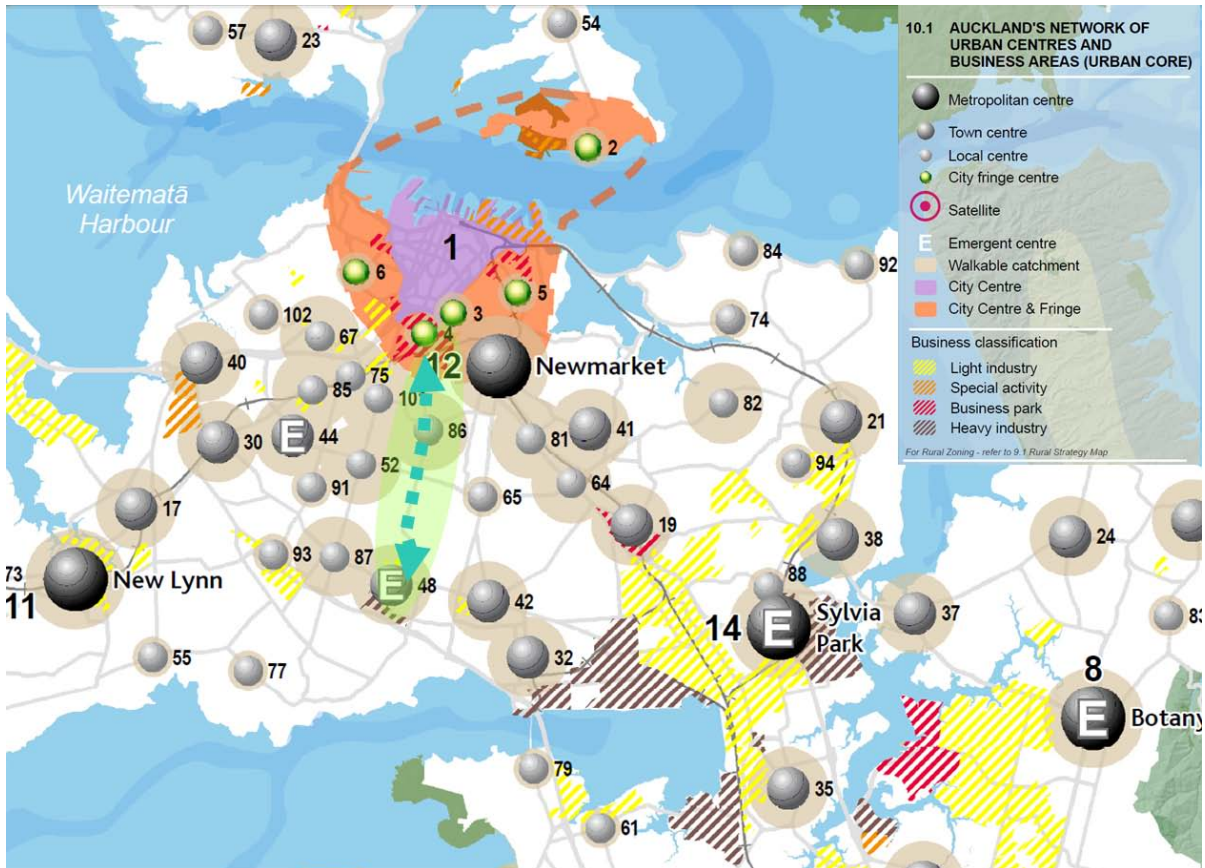 57
23
54
2
Waitematā
Harbour
1
6
5
3
4
84
92
102
67
74
12
Newmarket
40
75
85
10
82
E
44
86
81
41
21
30
52
94
91
64
65
17
19
38
24
93
87
88
73
New Lynn
11
E
48
42
14
E
Sylvia
Park
37
83
55
77
32
8
E
Botany
79
35
61
10.1 AUCKLAND'S NETWORK OF
URBAN CENTRES AND
BUSINESS AREAS (URBAN CORE)
Metropolitan centre
Town centre
Local centre
City fringe centre
Satellite
E Emergent centre
Walkable catchment
City Centre
City Centre & Fringe
Business classification
Light industry
Special activity
Business park
Heavy industry
For Rural Zoning - refer to 9.1 Rural Strategy Map